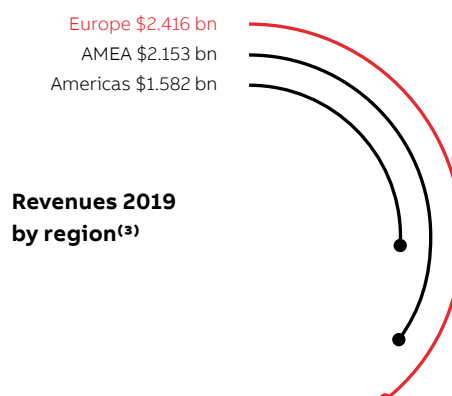 Europe $2.416 bn
AMEA $2.153 bn
Americas $1.582 bn
Revenues 2019
by region⁽³⁾